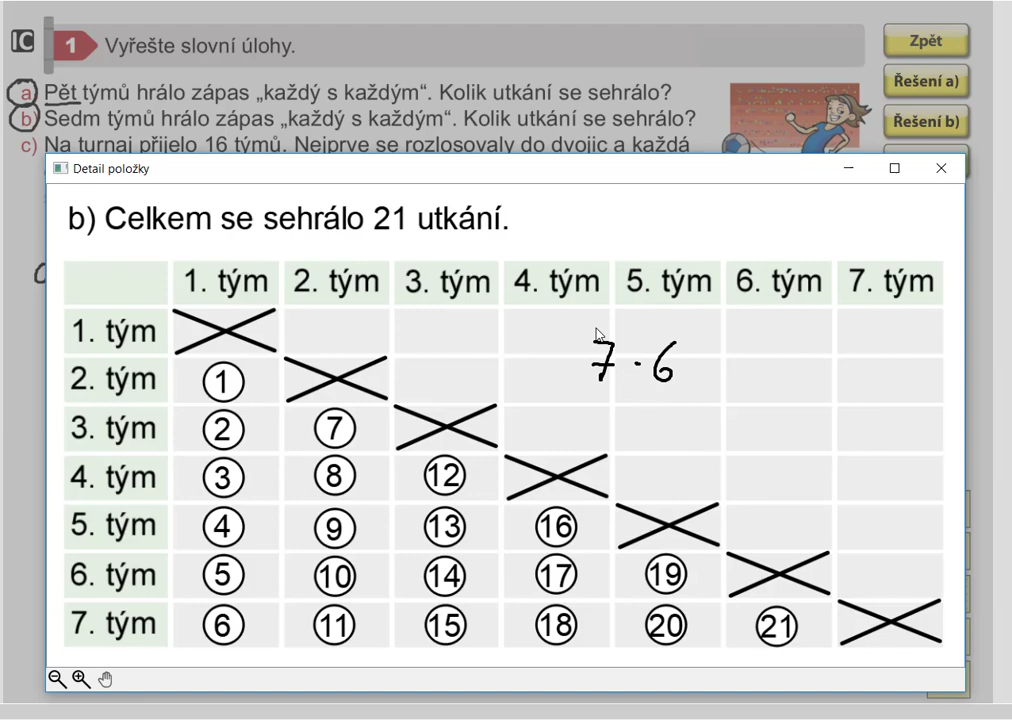 IC
1 Vyřešte slovní úlohy.
Zpět
Řešení a)
Řešení b)
a) Pět týmů hrálo zápas „každý s každým“. Kolik utkání se sehrálo?
b) Sedm týmů hrálo zápas „každý s každým“. Kolik utkání se sehrálo?
c) Na turnaj přijelo 16 týmů. Nejprve se rozlosovaly do dvojic a každá
Detail položky
b) Celkem se sehrálo 21 utkání.
1. tým 2. tým 3. tým 4. tým 5. tým 6. tým 7. tým
1. tým
7 · 6
2. tým 1
3. tým 2 7
4. tým 3 8 12
5. tým 4 9 13 16
6. tým 5 10 14 17 19
7. tým 6 11 15 18 20 21